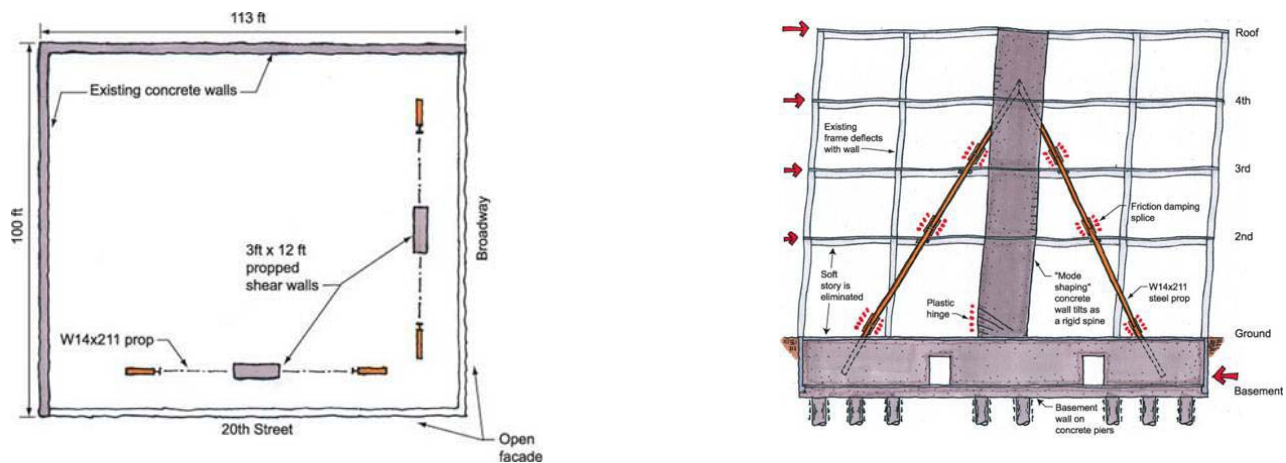 113 ft
100 ft
Existing concrete walls
3ft x 12 ft
propped
shear walls
W14x211 prop
Broadway
20th Street
Open
facade
Roof
4th
Existing
frame deflects
with wall
3rd
Friction damping
splice
2nd
Soft
story is
eliminated
"Mode
shaping"
concrete
wall tilts as
a rigid spine
W14x211
steel prop
Plastic
hinge
Ground
Basement
Basement
wall on
concrete piers